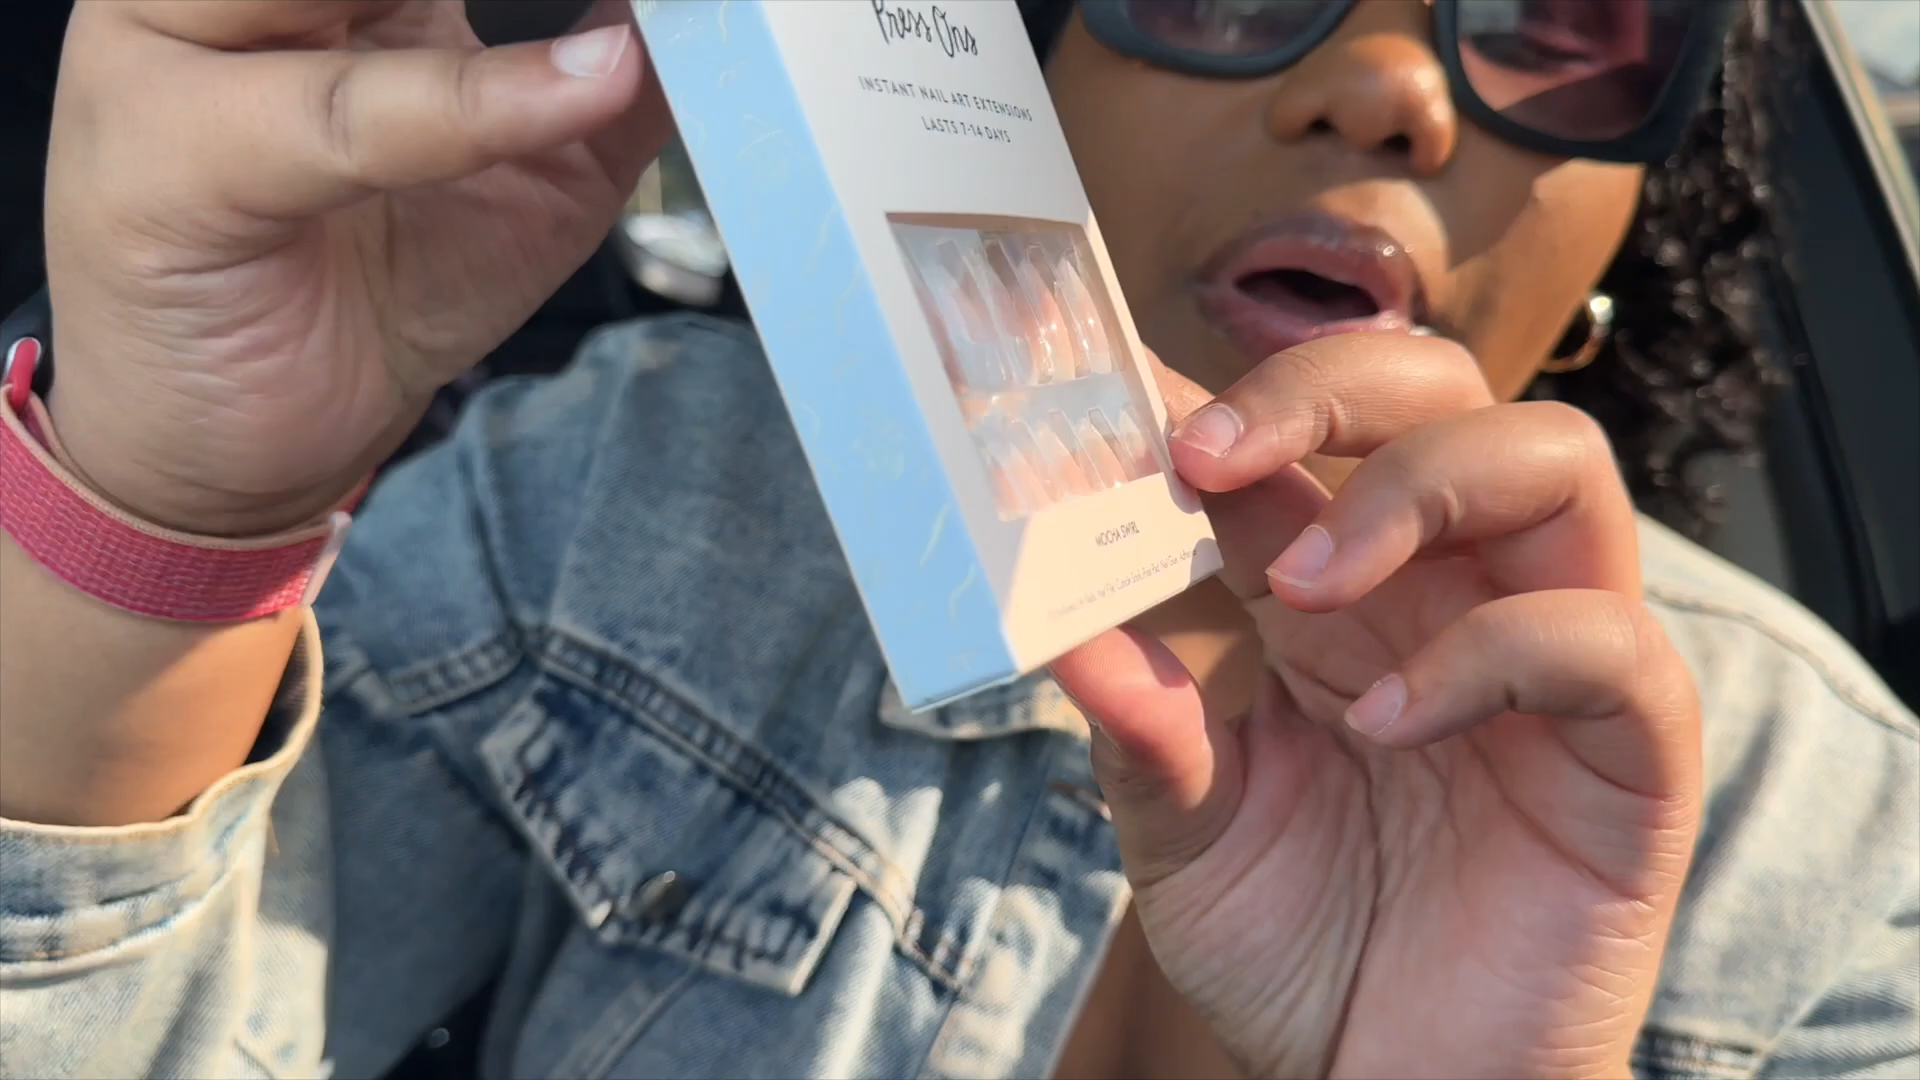 Press Ons
INSTANT NAIL ART EXTENSIONS
LASTS 7-14 DAYS
MOCHA SWIRL